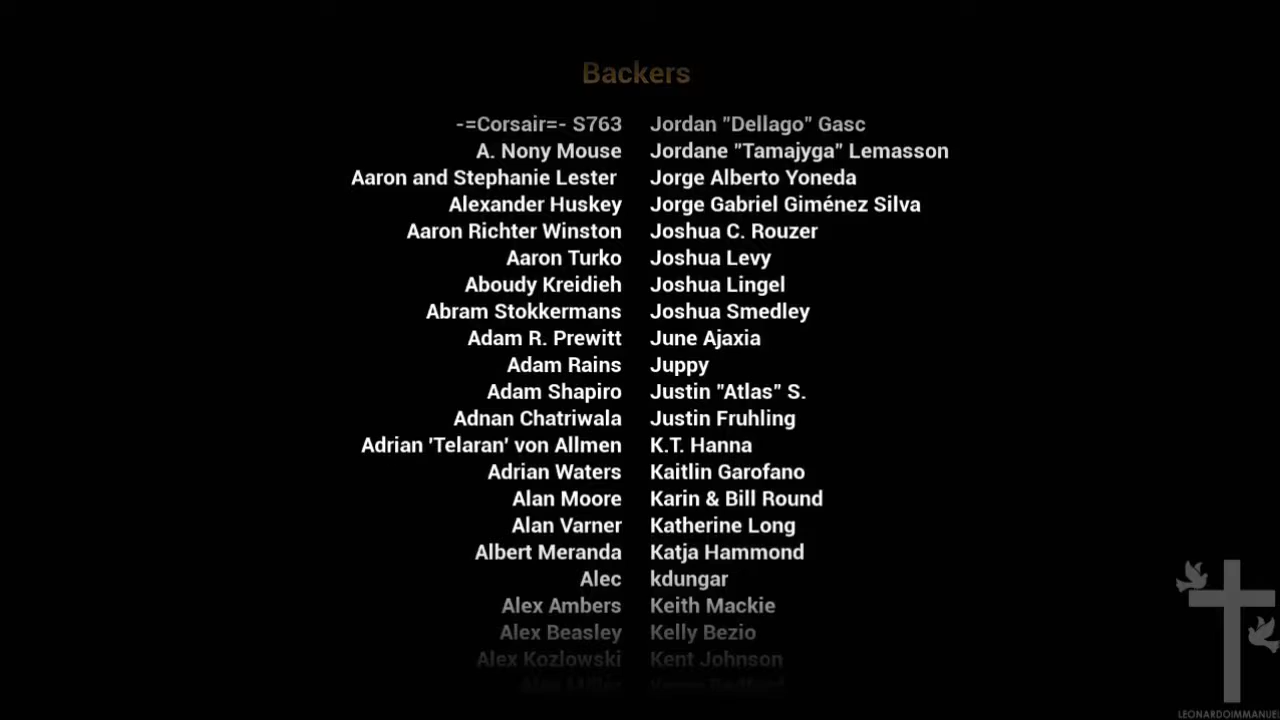 Backers
-=Corsair=- S763 Jordan "Dellago" Gasc
A. Nony Mouse Jordane "Tamajyga" Lemasson
Aaron and Stephanie Lester Jorge Alberto Yoneda
Alexander Huskey Jorge Gabriel Giménez Silva
Aaron Richter Winston Joshua C. Rouzer
Aaron Turko Joshua Levy
Aboudy Kreidieh Joshua Lingel
Abram Stokkermans Joshua Smedley
Adam R. Prewitt June Ajaxia
Adam Rains Juppy
Adam Shapiro Justin "Atlas" S.
Adnan Chatriwala Justin Fruhling
Adrian 'Telaran' von Allmen K.T. Hanna
Adrian Waters Kaitlin Garofano
Alan Moore Karin & Bill Round
Alan Varner Katherine Long
Albert Meranda Katja Hammond
Alec kdungar
Alex Ambers Keith Mackie
Alex Beasley Kelly Bezio
Alex Kozlowski Kent Johnson
Alex Miller
LEONARDOIMMANUE